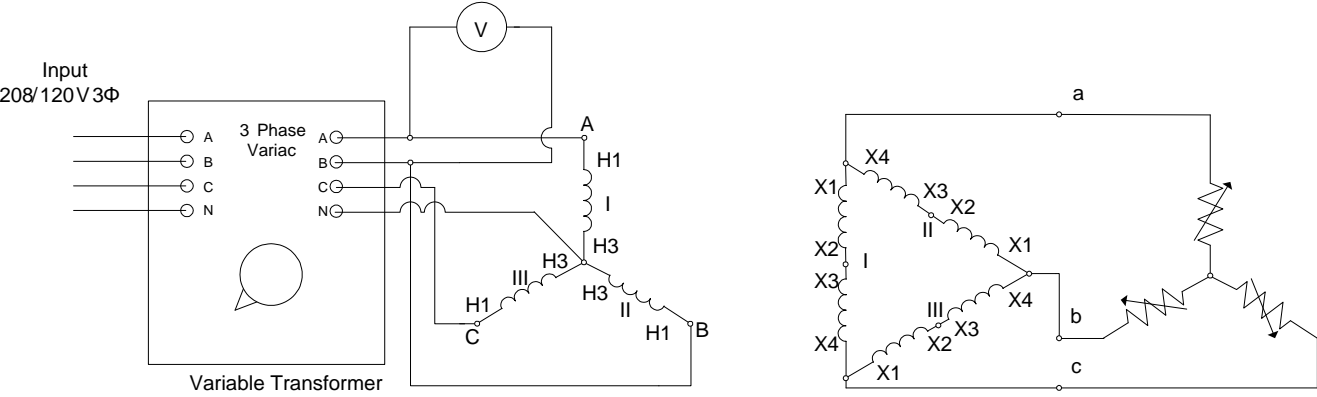 V
Input
208/120V 3Φ
A
B
C
N
3 Phase
Variac
A
B
C
N
Variable Transformer
A
H1
I
H3
H3
III
H1
C
H3
II
H1
B
a
X4
X3
X2
II
X1
X1
X2
I
X3
X4
X4
III
X3
X2
X1
b
c